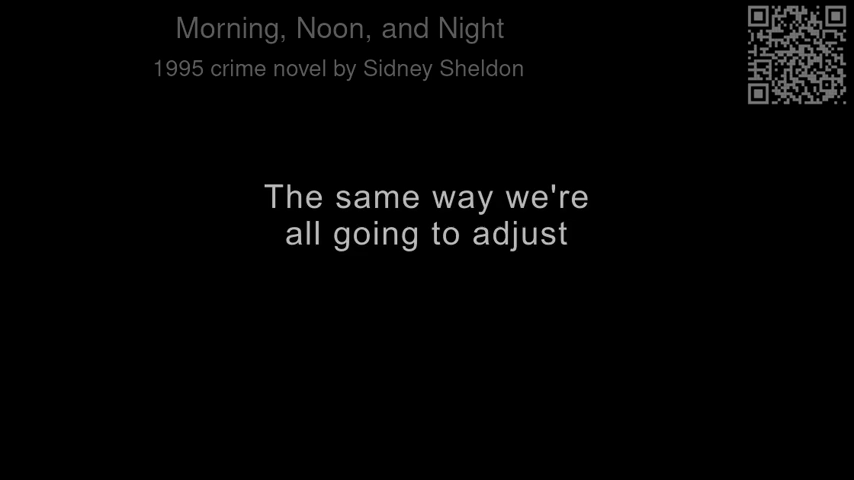 Morning, Noon, and Night
1995 crime novel by Sidney Sheldon
The same way we're
all going to adjust